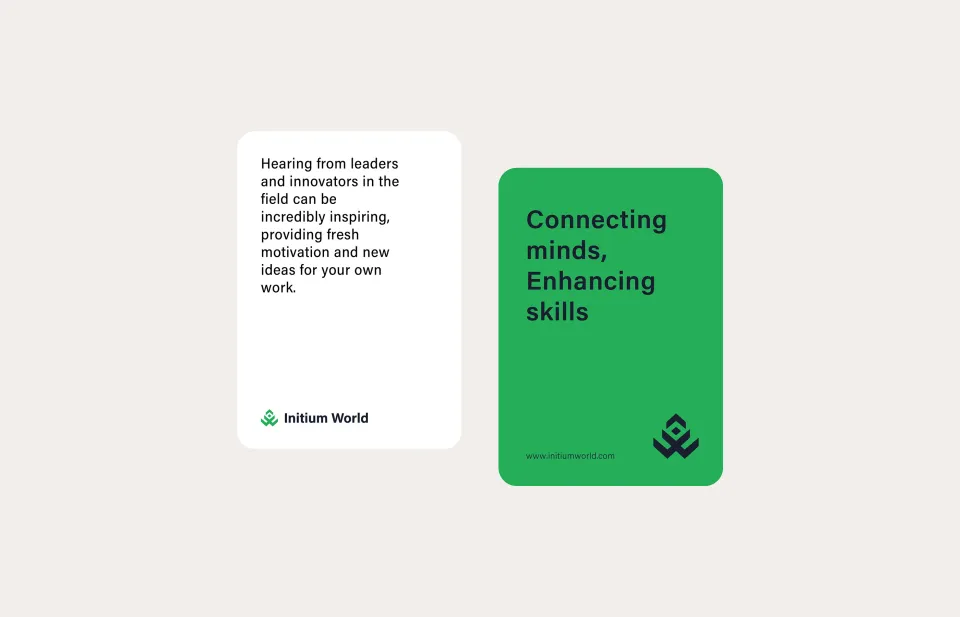 Hearing from leaders
and innovators in the
field can be
incredibly inspiring,
providing fresh
motivation and new
ideas for your own
work.
Initium World
Connecting
minds,
Enhancing
skills
www.initiumworld.com